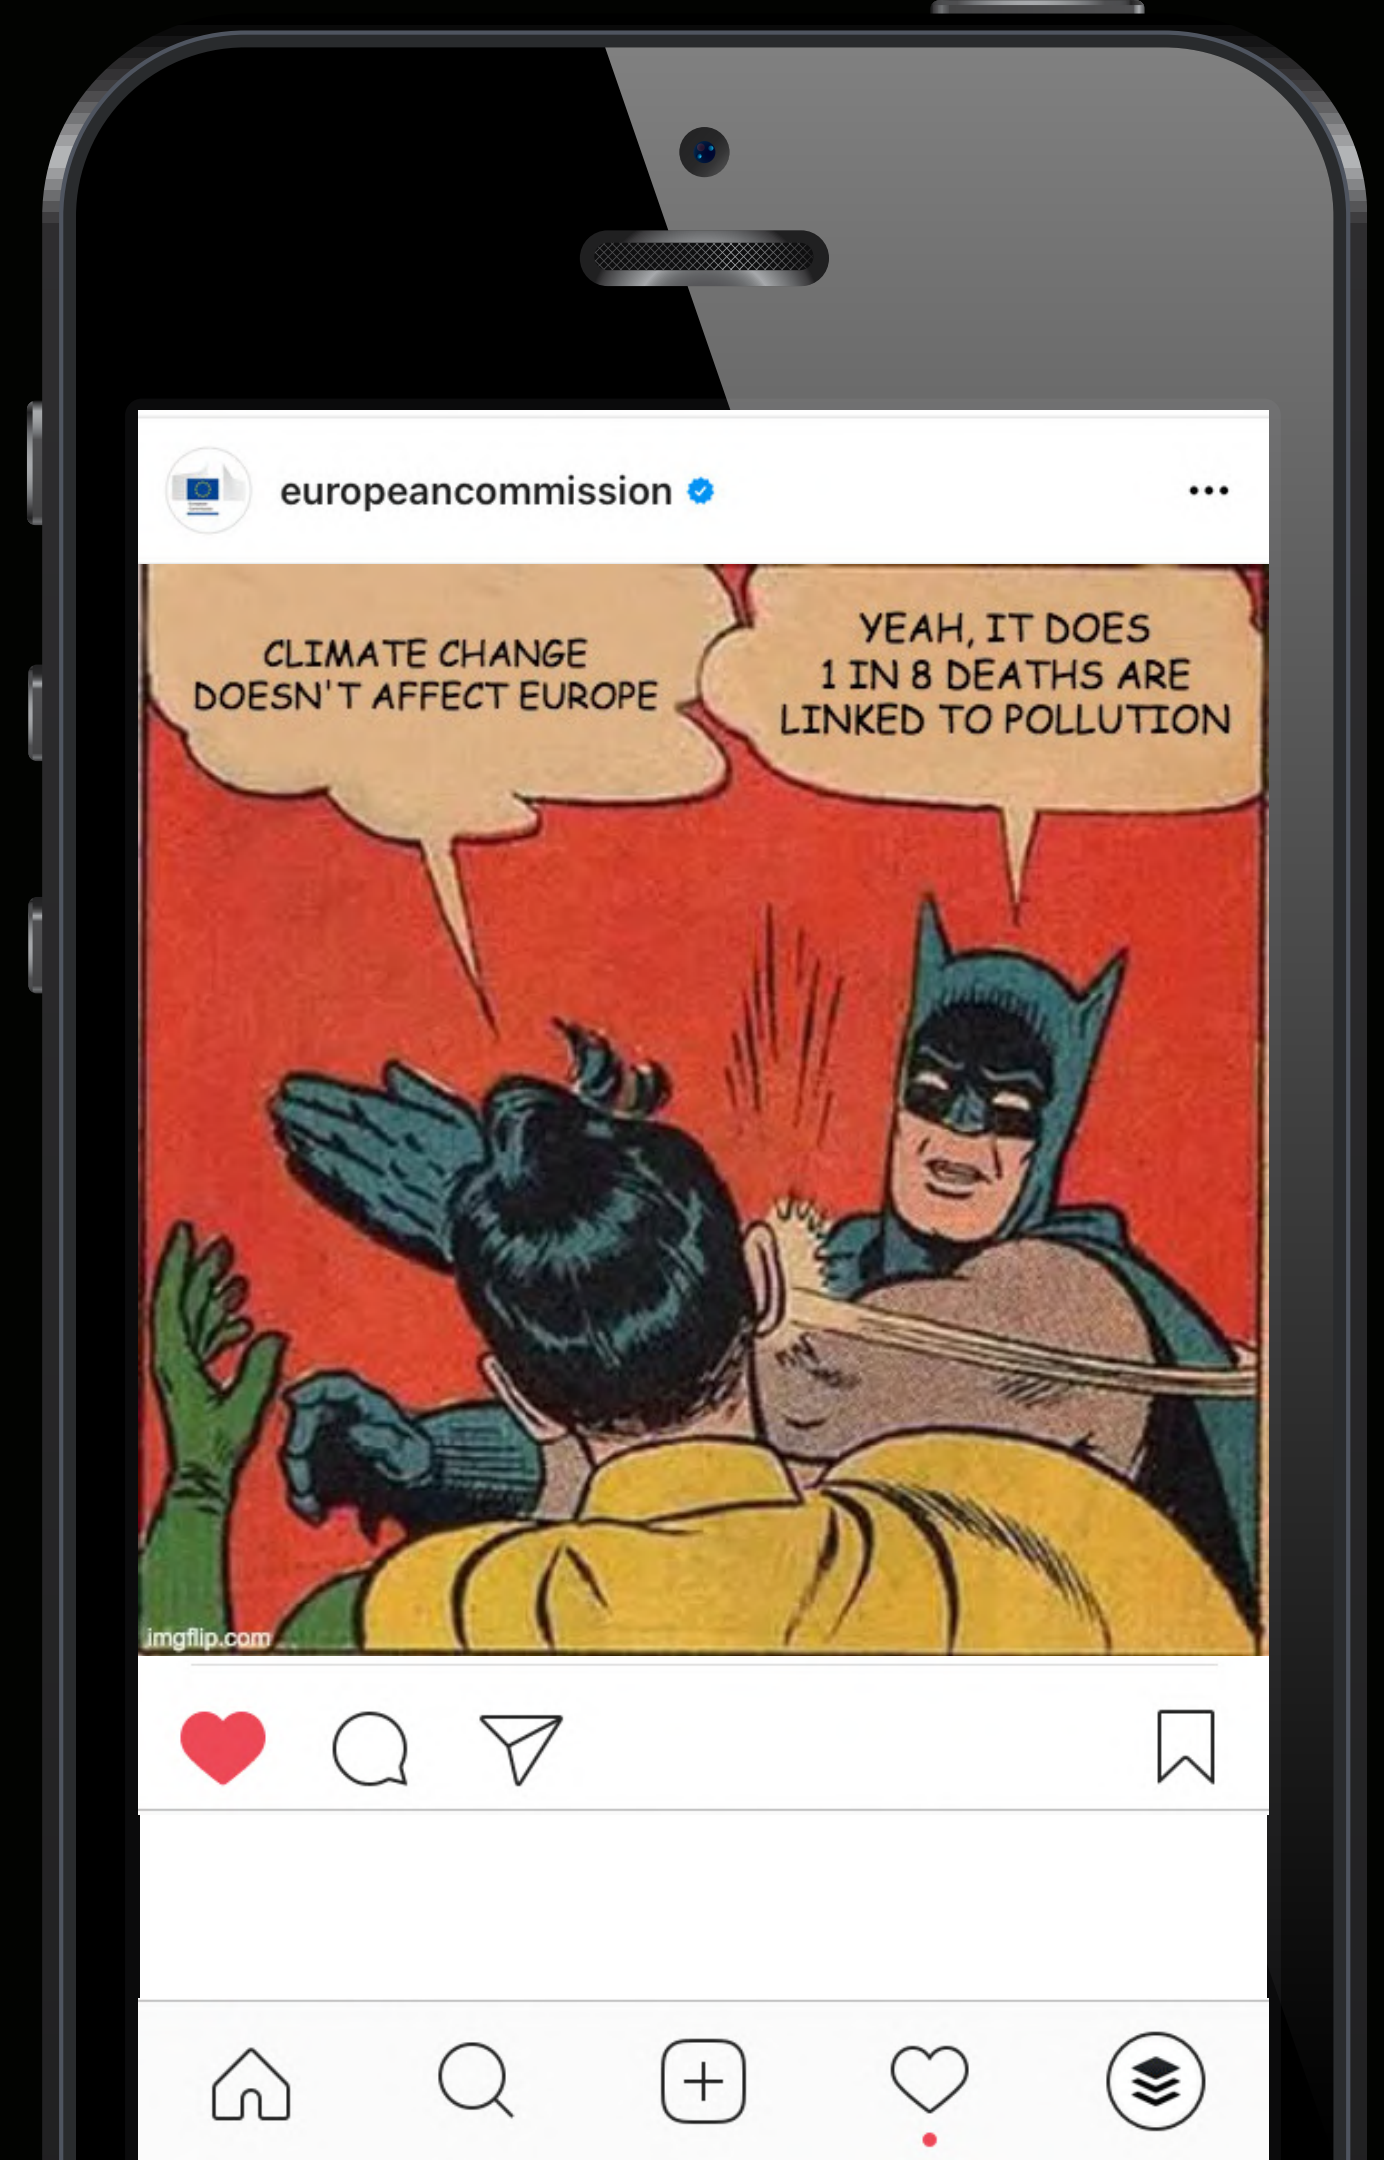 europeancommission
CLIMATE CHANGE
DOESN'T AFFECT EUROPE
YEAH, IT DOES
1 IN 8 DEATHS ARE
LINKED TO POLLUTION
imgflip.com